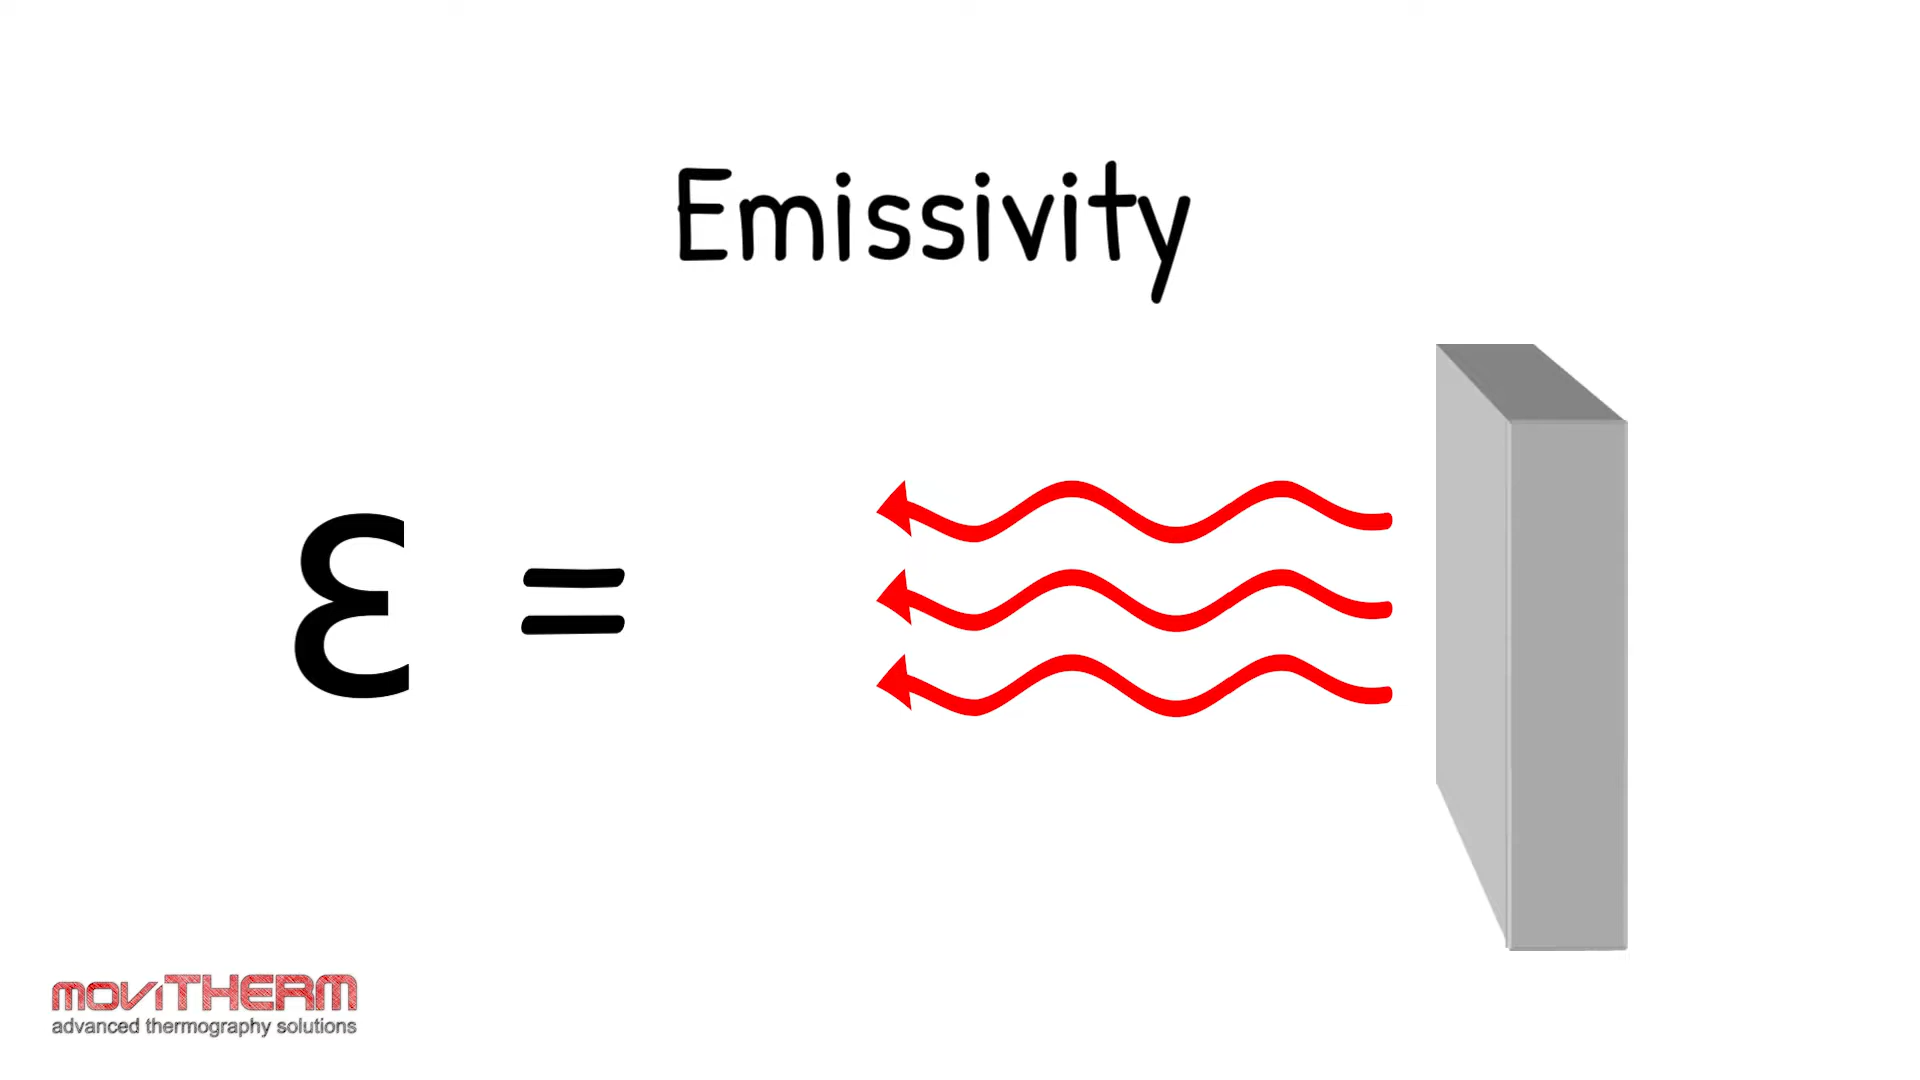 Emissivity
ε =
moviTHERM
advanced thermography solutions